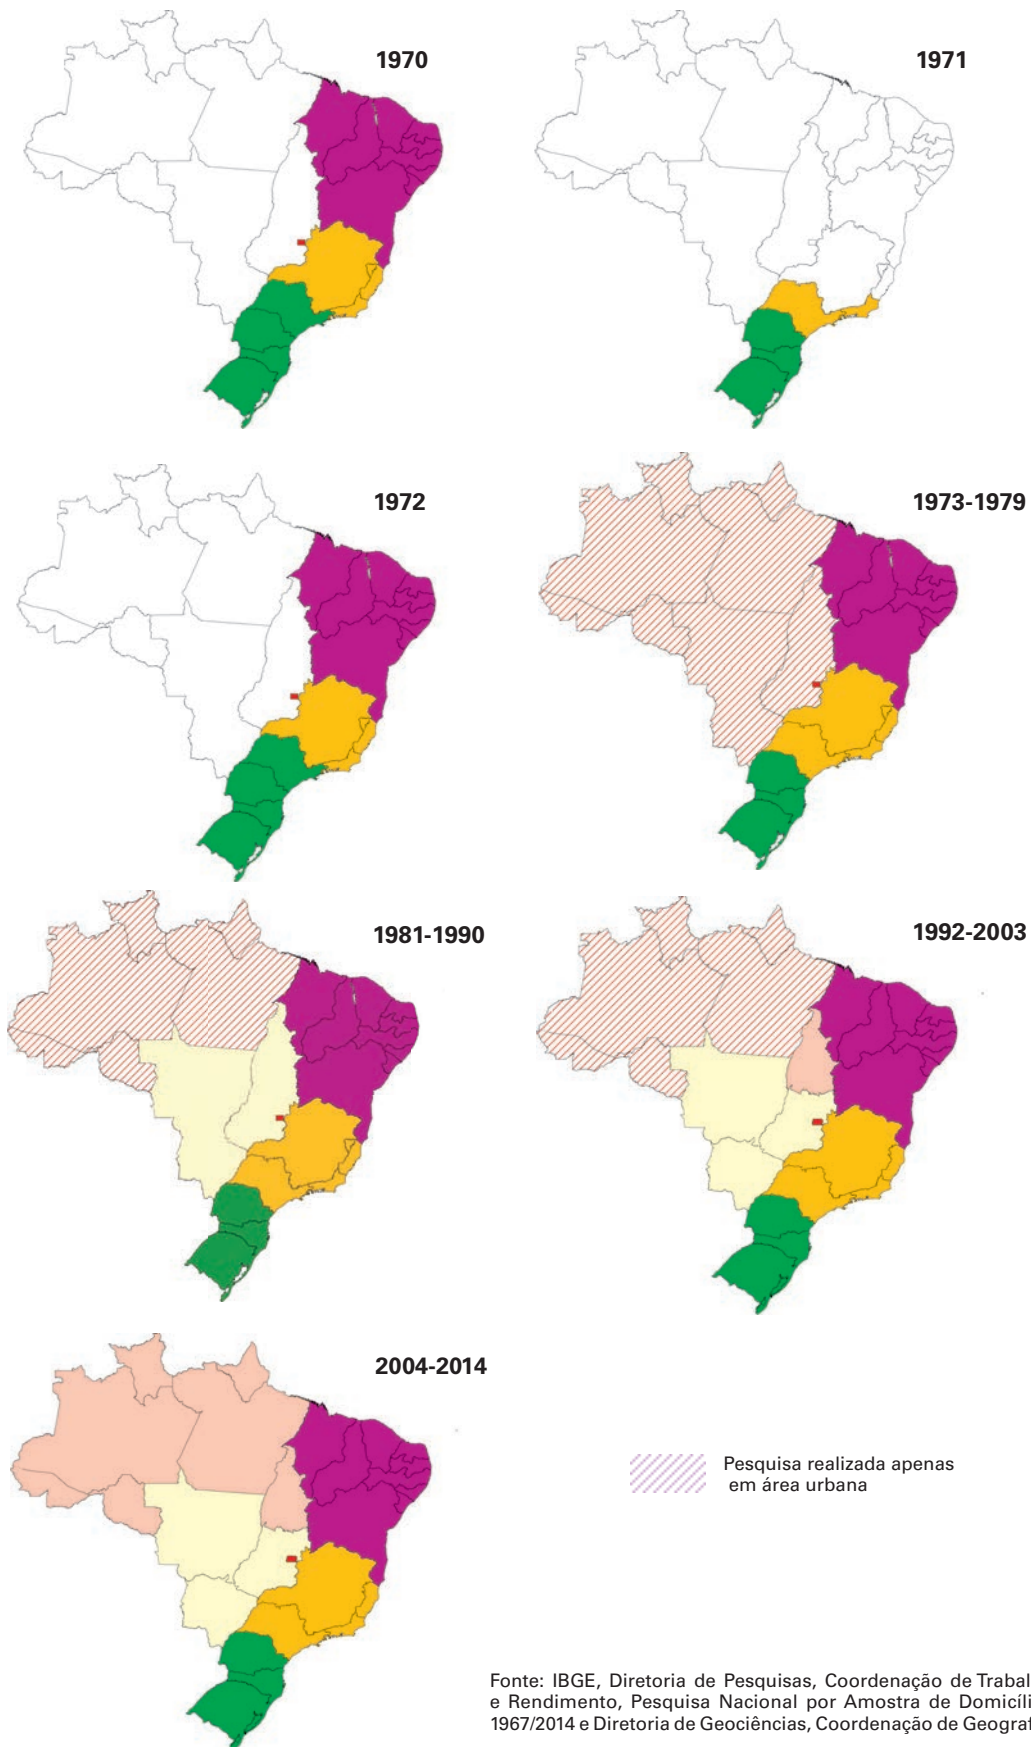 1970
1971
1972
1973-1979
1981-1990
1992-2003
2004-2014
Pesquisa realizada apenas
em área urbana
Fonte: IBGE, Diretoria de Pesquisas, Coordenação de Trabal
e Rendimento, Pesquisa Nacional por Amostra de Domicíli
1967/2014 e Diretoria de Geociências, Coordenação de Geograf